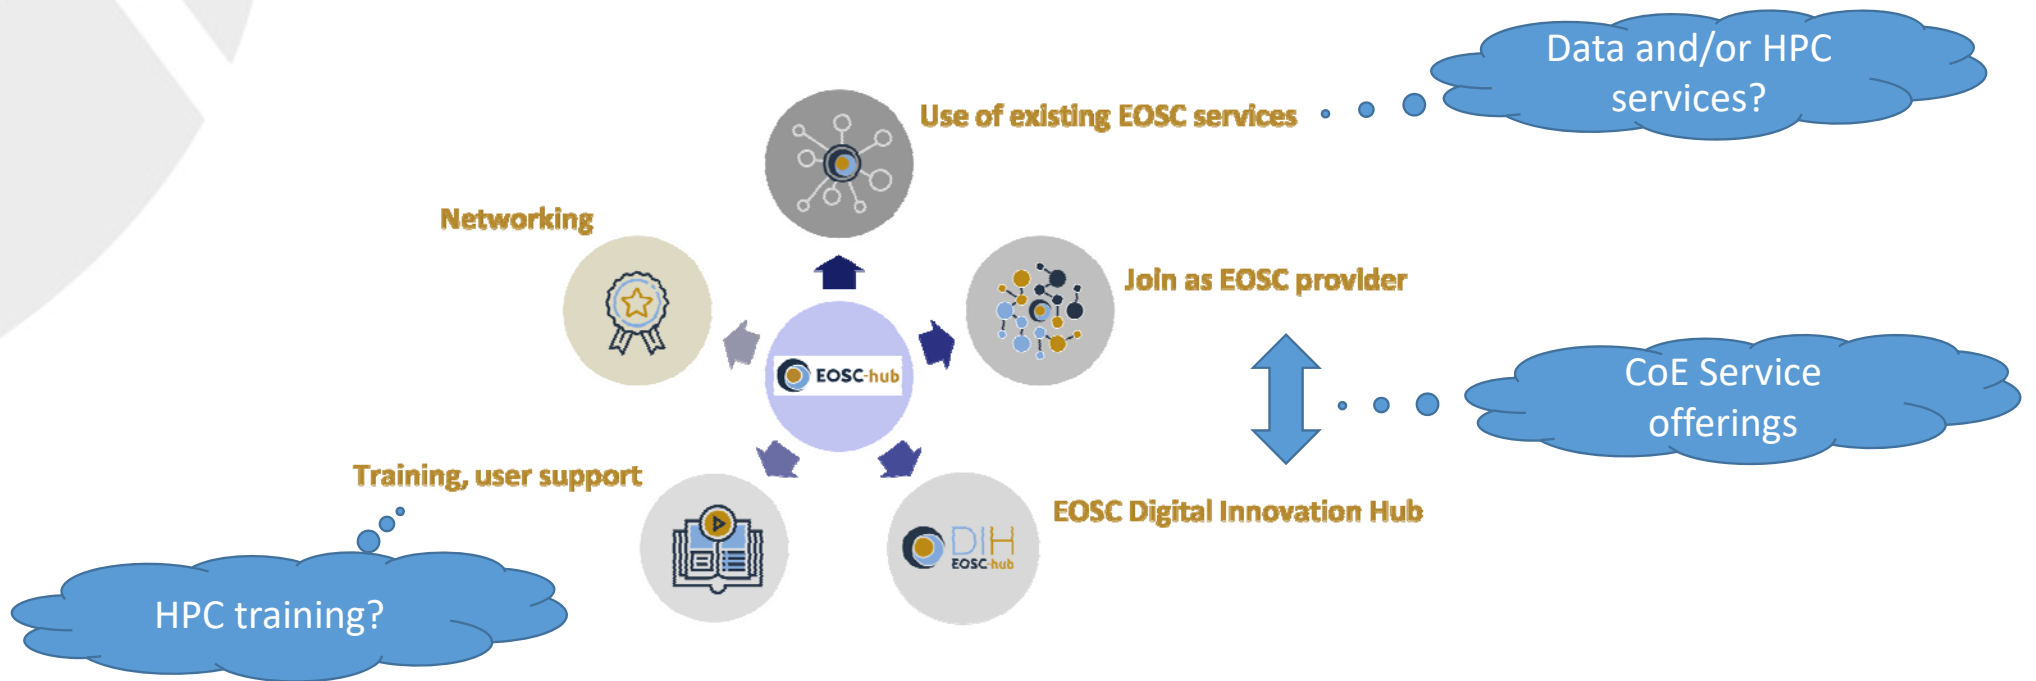 Data and/or HPC
services?
Use of existing EOSC services
Networking
Join as EOSC provider
EOSC-hub
CoE Service
offerings
Training, user support
EOSC Digital Innovation Hub
DIH
EOSC-hub
HPC training?